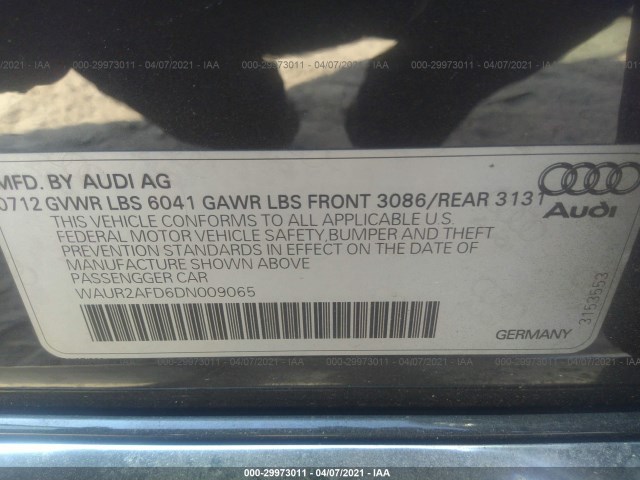 000-29973011 - 04/07/2021 - IAA
MFD. BY AUDI AG
0712 GVWR LBS 6041 GAWR LBS FRONT 3086/REAR 3131
THIS VEHICLE CONFORMS TO ALL APPLICABLE U.S.
FEDERAL MOTOR VEHICLE SAFETY,BUMPER AND THEFT
PREVENTION STANDARDS IN EFFECT ON THE DATE OF
MANUFACTURE SHOWN ABOVE
PASSENGGER CAR
WAUR2AFD6DN009065
Audi
3153553
GERMANY
000-29973011 - 04/07/2021 - IAA